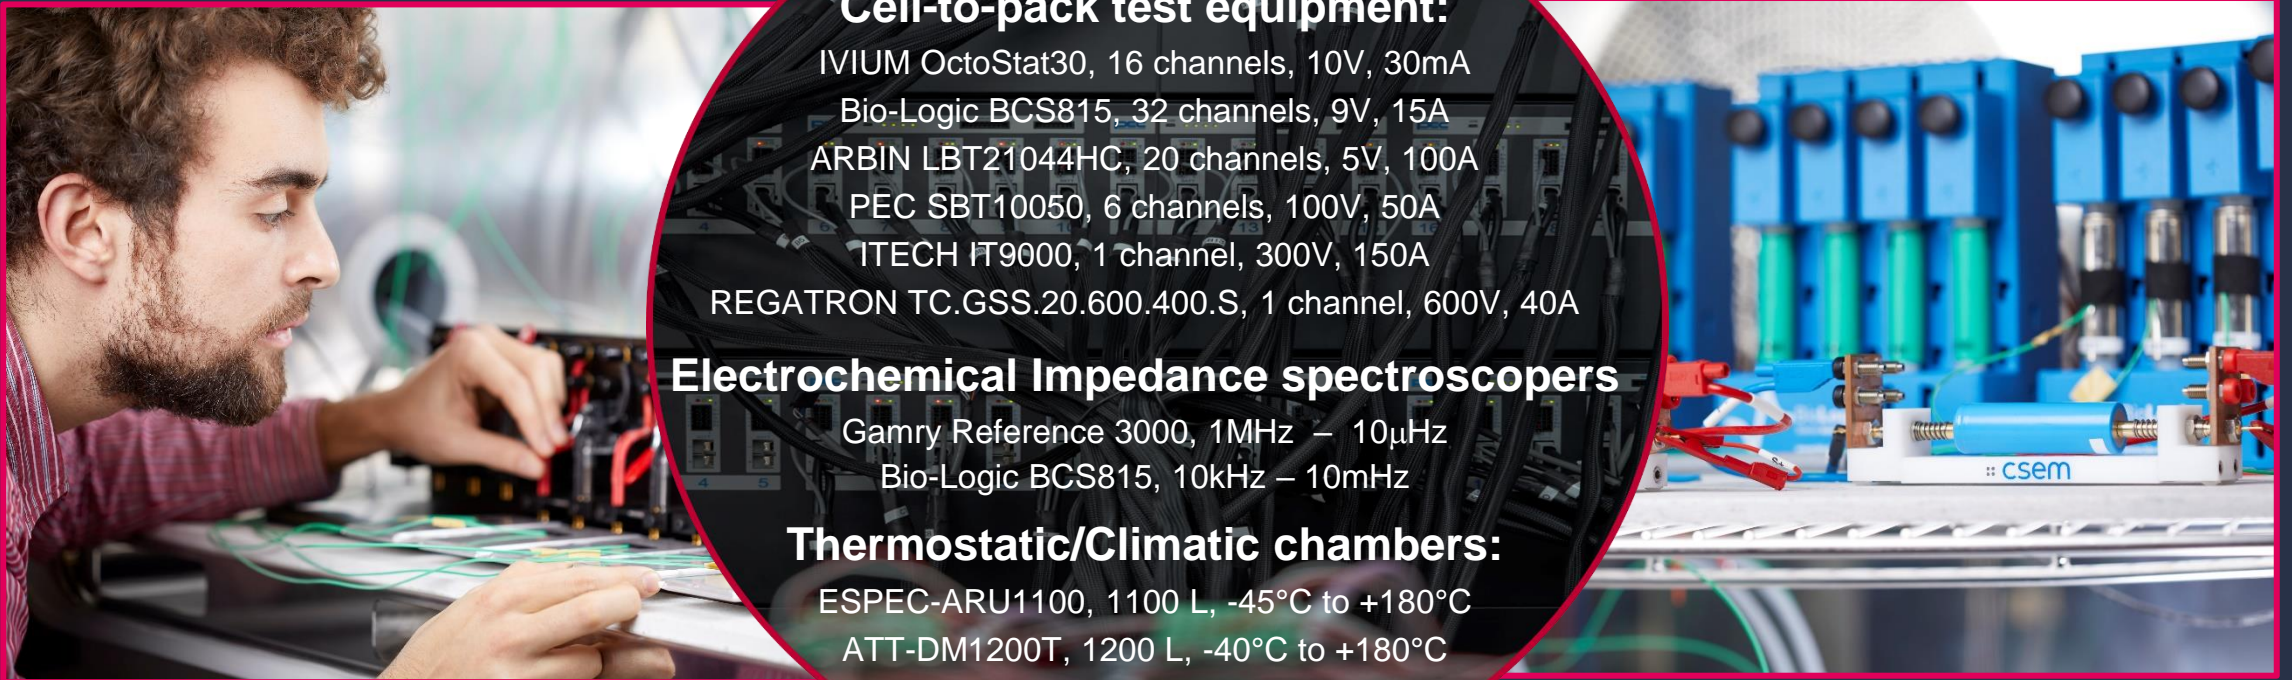 Cell-to-pack test equipment:
IVIUM OctoStat30, 16 channels, 10V, 30mA
Bio-Logic BCS815, 32 channels, 9V, 15A
ARBIN LBT21044HC, 20 channels, 5V, 100A
PEC SBT10050, 6 channels, 100V, 50A
ITECH IT9000, 1 channel, 300V, 150A
REGATRON TC.GSS.20.600.400.S, 1 channel, 600V, 40A
Electrochemical Impedance spectroscopers
Gamry Reference 3000, 1MHz – 10µHz
Bio-Logic BCS815, 10kHz – 10mHz
Thermostatic/Climatic chambers:
ESPEC-ARU1100, 1100 L, -45°C to +180°C
ATT-DM1200T, 1200 L, -40°C to +180°C
4 5
csem